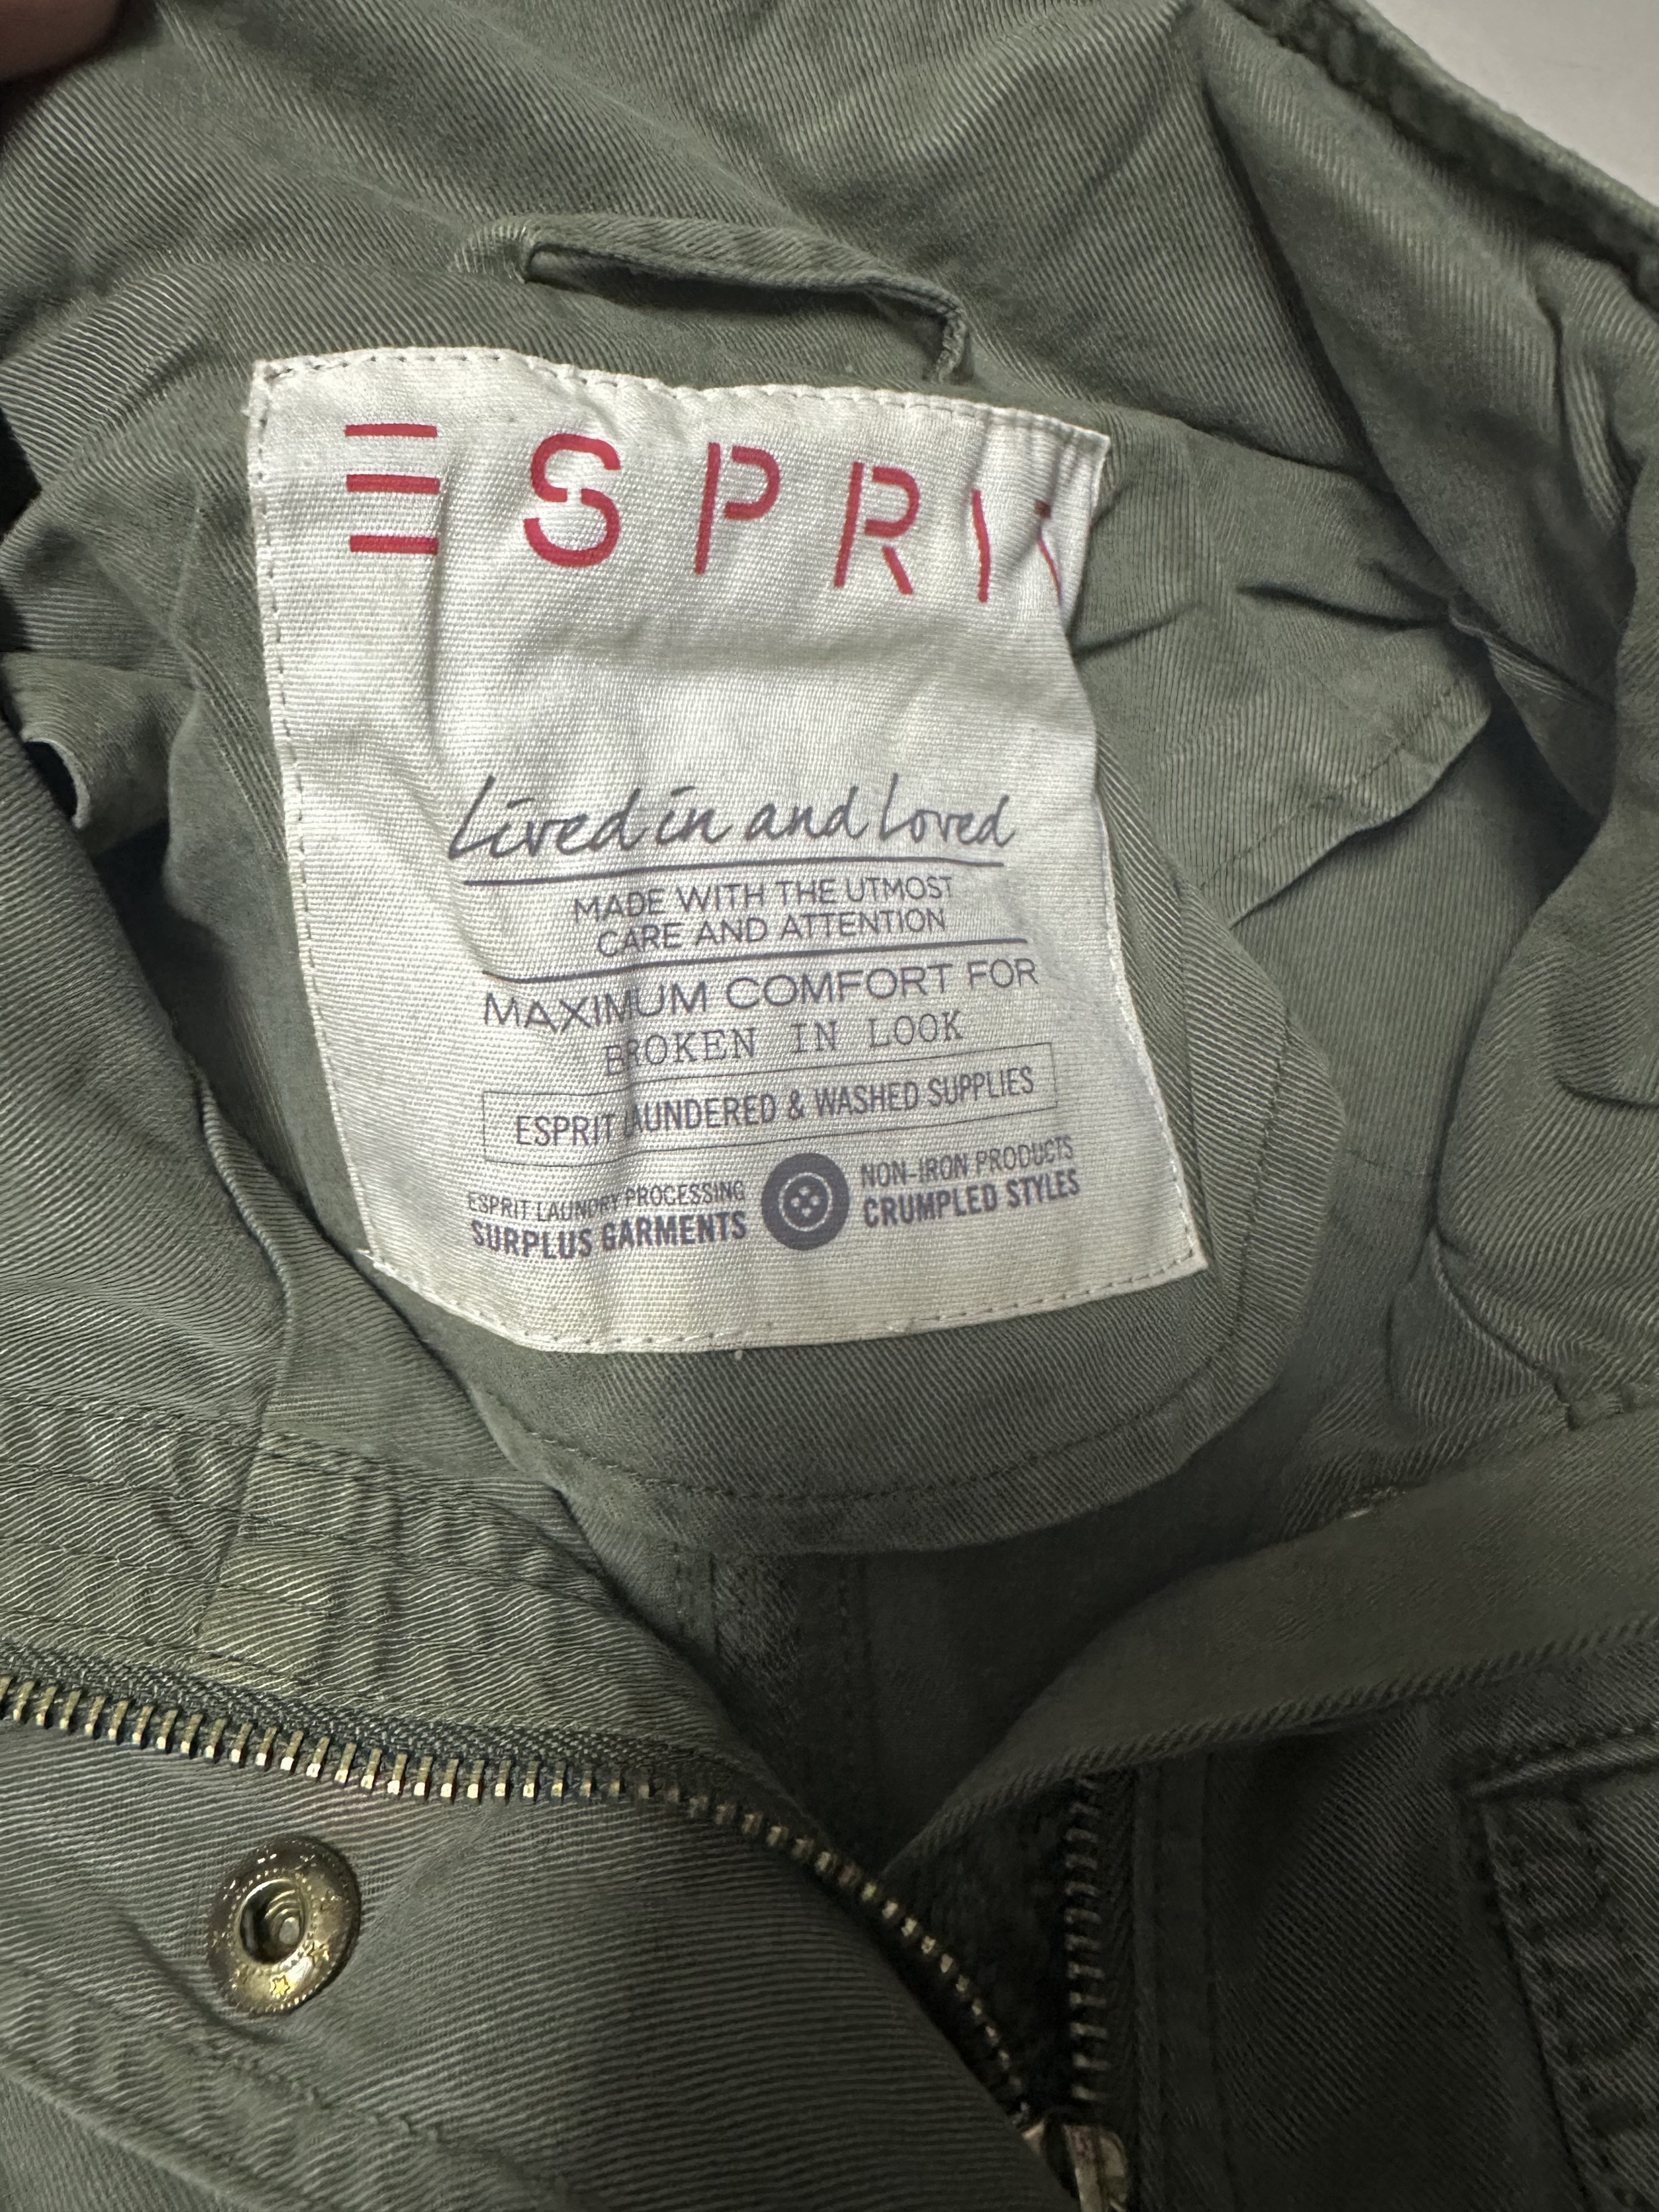 ESPRIT
Lived in and Loved
MADE WITH THE UTMOST
CARE AND ATTENTION
MAXIMUM COMFORT FOR
BROKEN IN LOOK
ESPRIT LAUNDERED & WASHED SUPPLIES
ESPRIT LAUNDRY PROCESSING
SURPLUS GARMENTS
NON-IRON PRODUCTS
CRUMPLED STYLES